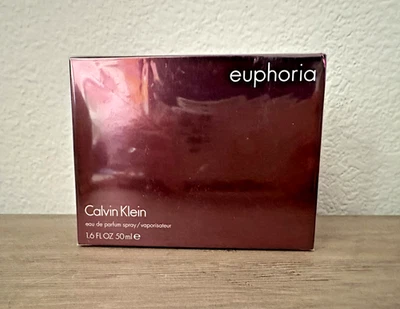 euphoria
Calvin Klein
eau de parfum spray/vaporisateur
1.6 FL OZ 50 ml ℮